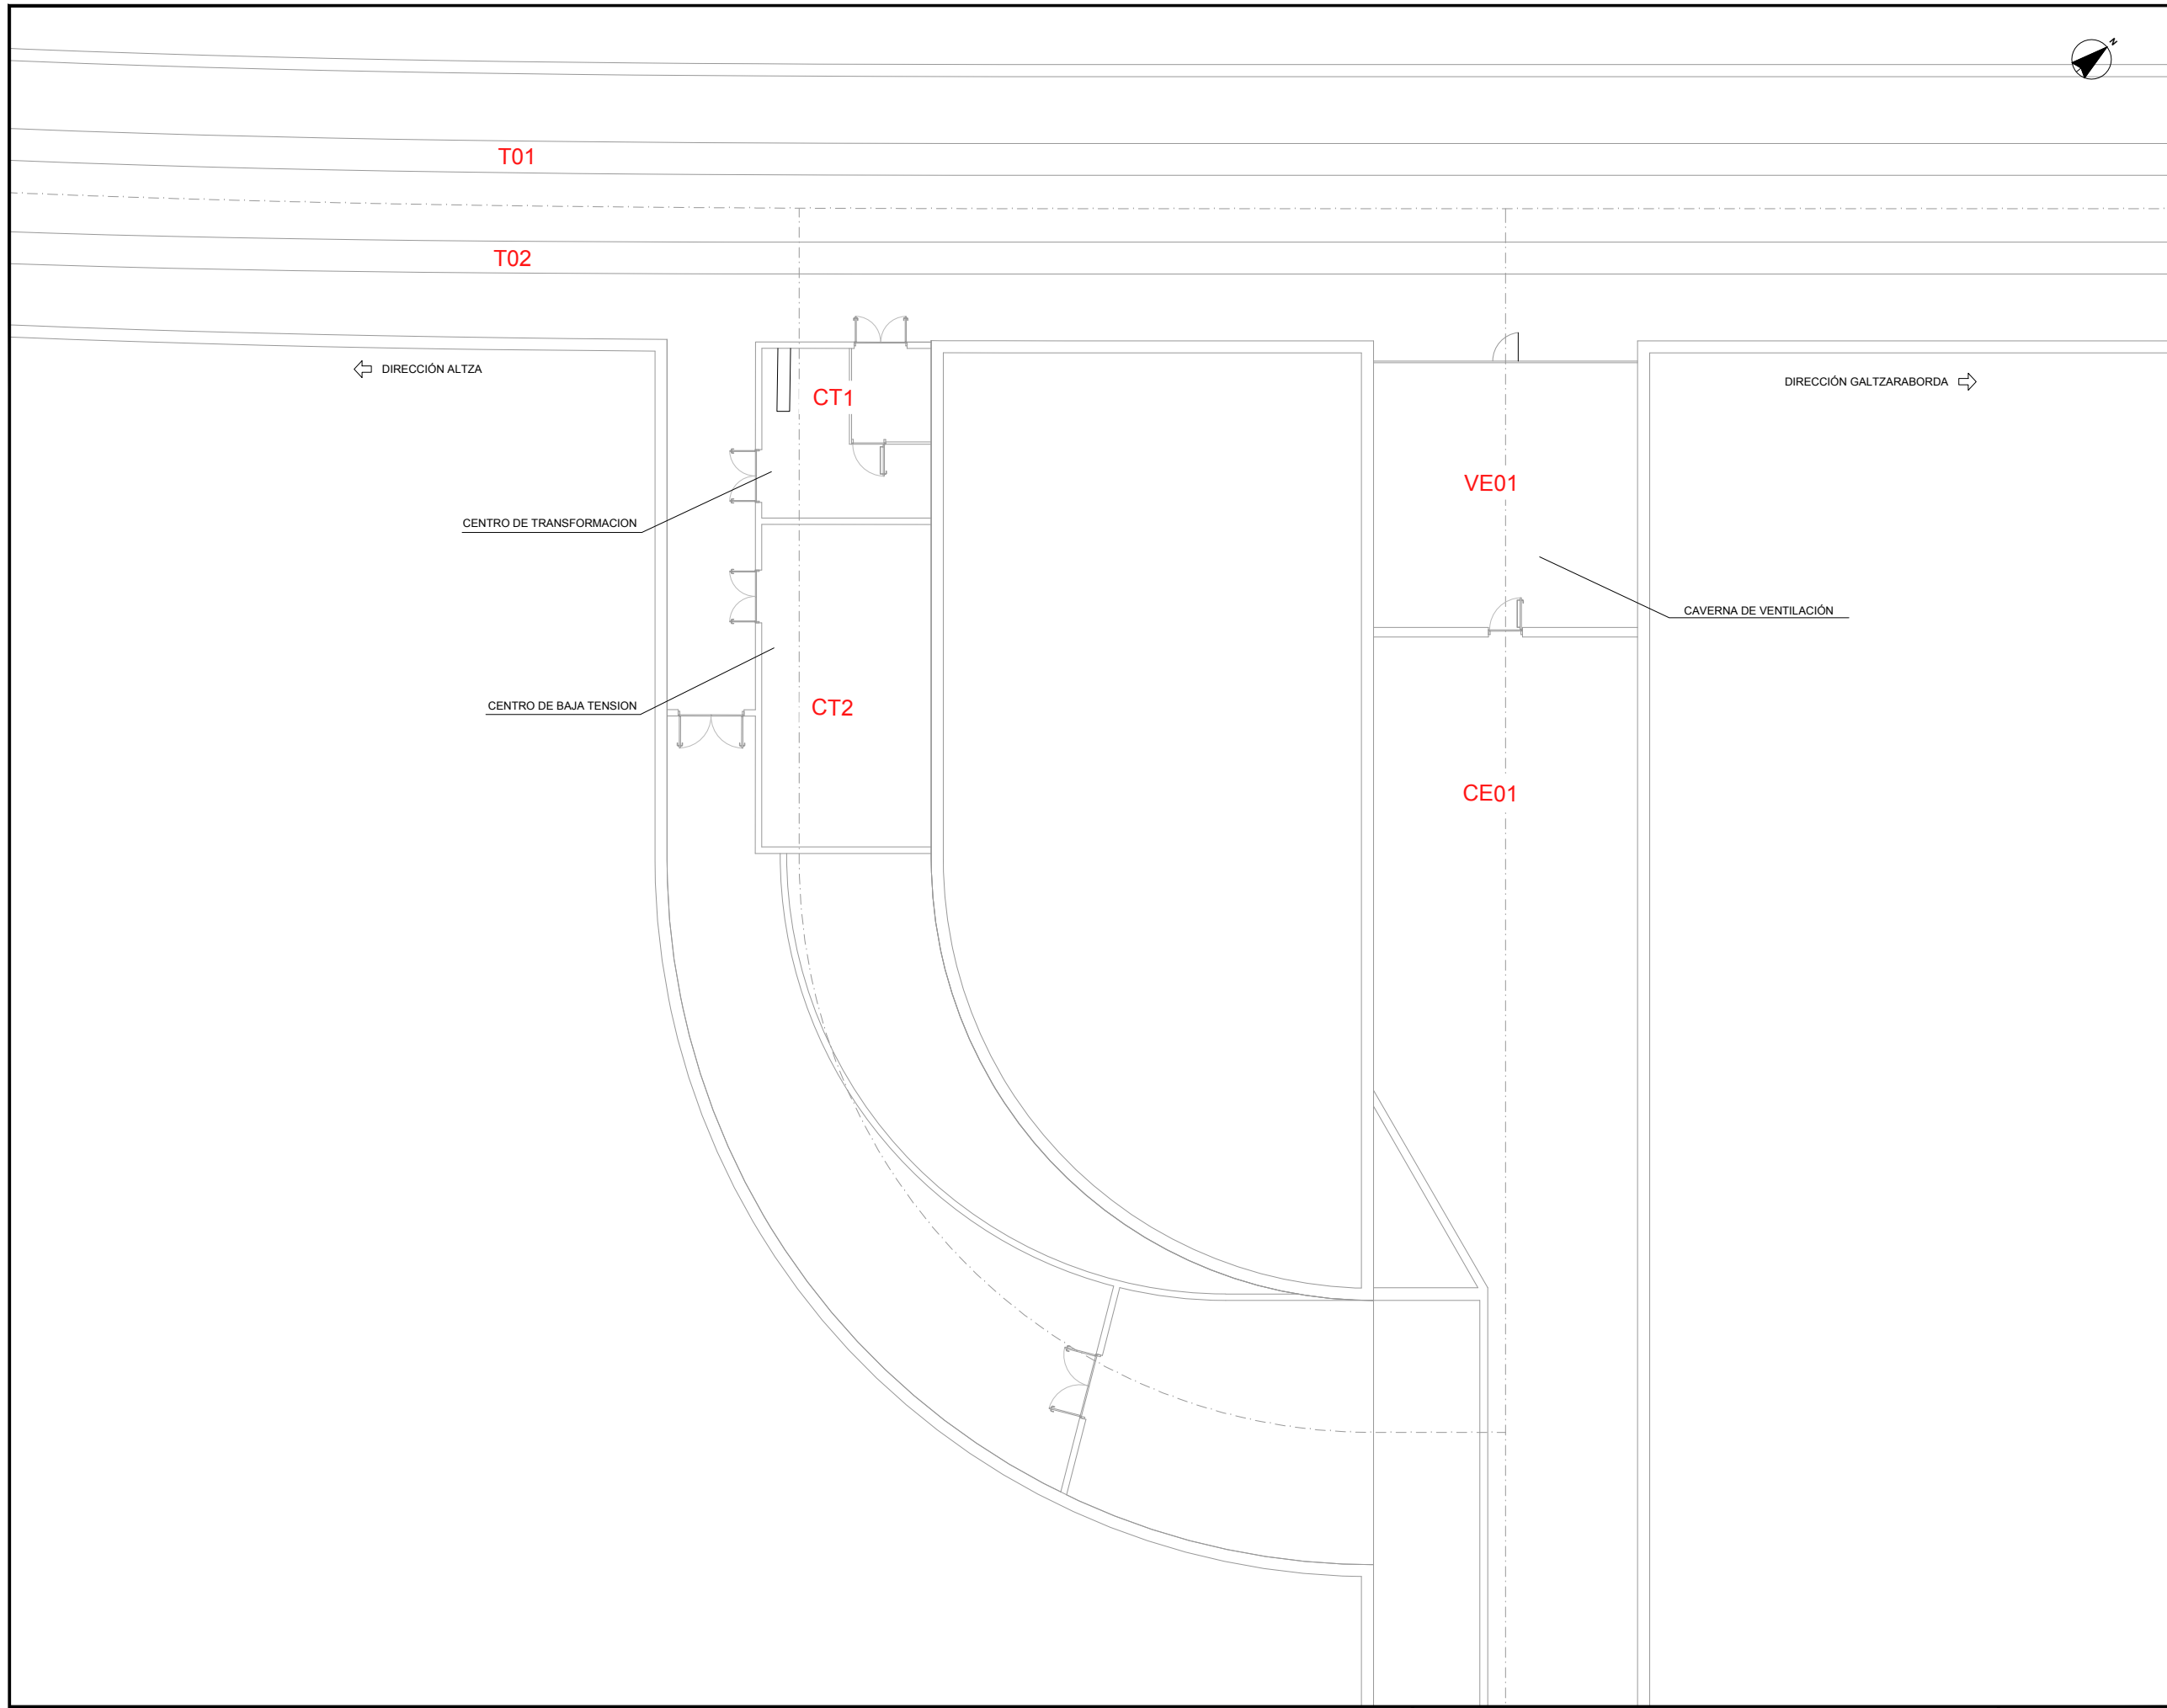 N
T01
T02
DIRECCIÓN ALTZA
DIRECCIÓN GALTZARABORDA
CT1
VE01
CENTRO DE TRANSFORMACION
CAVERNA DE VENTILACIÓN
CENTRO DE BAJA TENSION
CT2
CE01